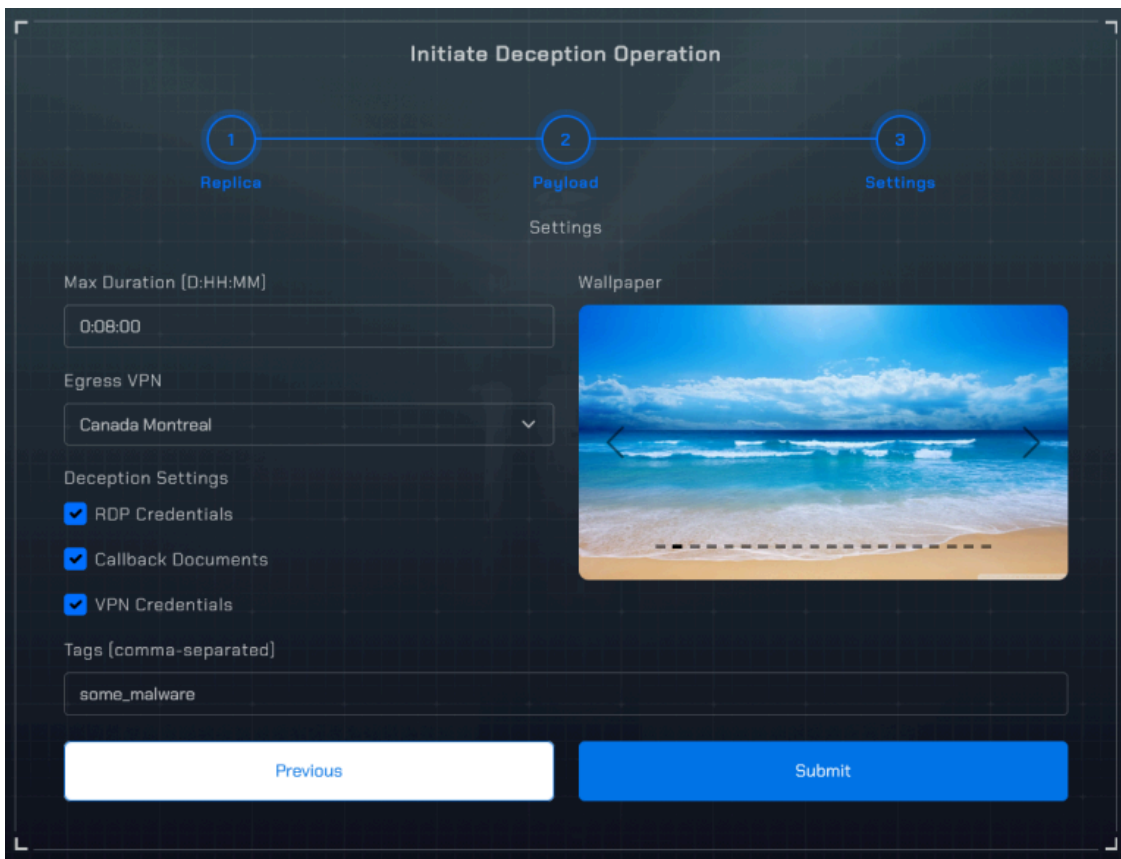 Initiate Deception Operation
1
2
3
Replica
Payload
Settings
Settings
Max Duration [D:HH:MM]
0:08:00
Wallpaper
Egress VPN
Canada Montreal
Deception Settings
RDP Credentials
Callback Documents
VPN Credentials
Tags [comma-separated]
some_malware
Previous
Submit